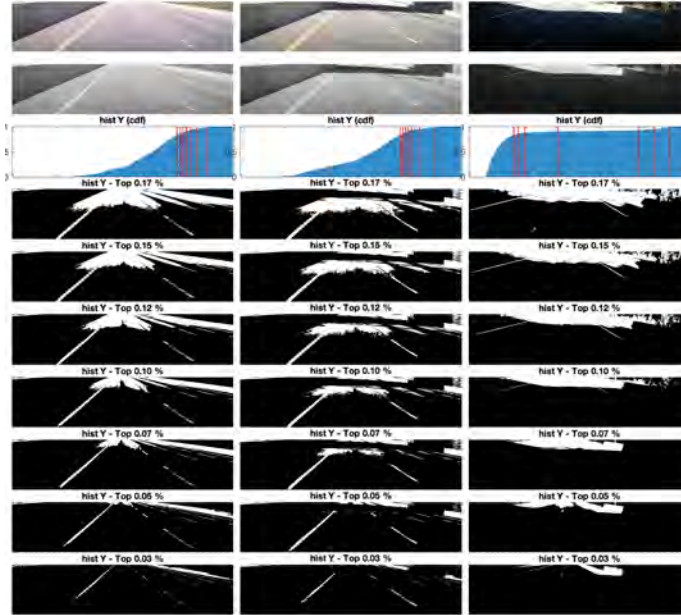 hist Y (cdf) hist Y (cdf) hist Y (cdf)
hist Y - Top 0.17 % hist Y - Top 0.17 % hist Y - Top 0.17 %
hist Y - Top 0.15 % hist Y - Top 0.15 % hist Y - Top 0.15 %
hist Y - Top 0.12 % hist Y - Top 0.12 % hist Y - Top 0.12 %
hist Y - Top 0.10 % hist Y - Top 0.10 % hist Y - Top 0.10 %
hist Y - Top 0.07 % hist Y - Top 0.07 % hist Y - Top 0.07 %
hist Y - Top 0.05 % hist Y - Top 0.05 % hist Y - Top 0.05 %
hist Y - Top 0.03 % hist Y - Top 0.03 % hist Y - Top 0.03 %